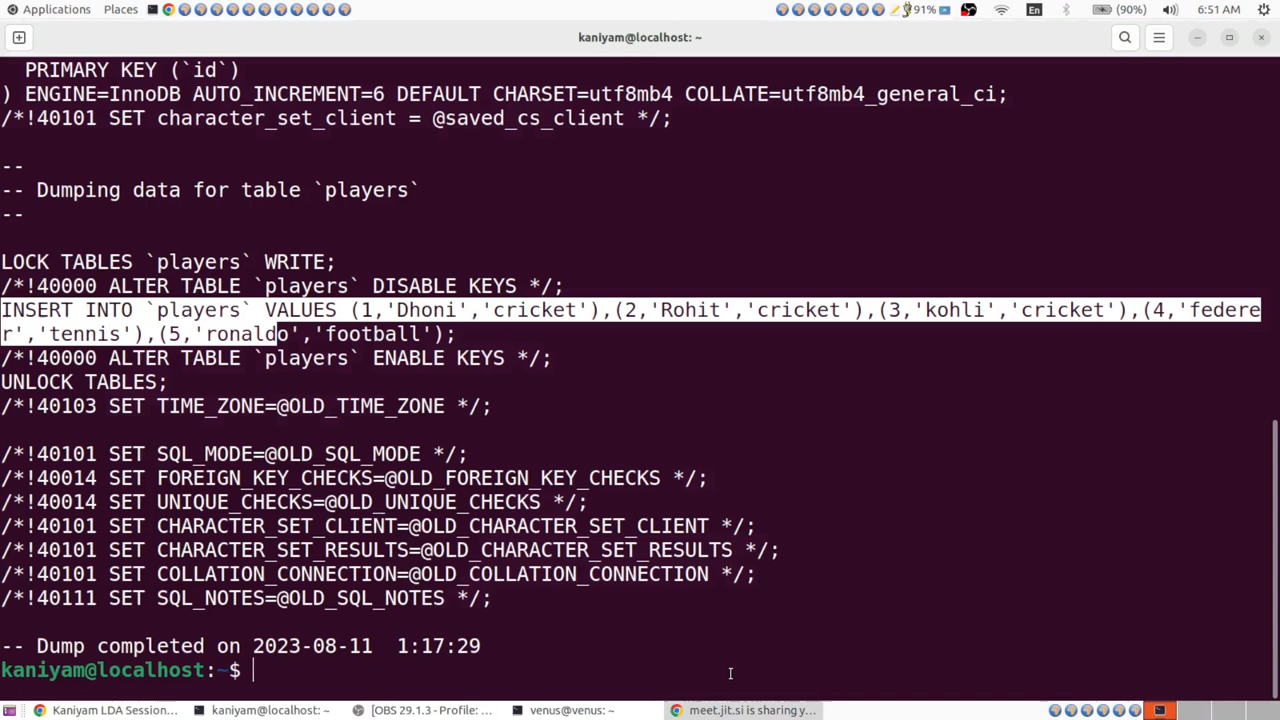 Applications Places 91% En (90%) 6:51 AM
kaniyam@localhost: ~
  PRIMARY KEY (`id`)
) ENGINE=InnoDB AUTO_INCREMENT=6 DEFAULT CHARSET=utf8mb4 COLLATE=utf8mb4_general_ci;
/*!40101 SET character_set_client = @saved_cs_client */;
--
-- Dumping data for table `players`
--
LOCK TABLES `players` WRITE;
/*!40000 ALTER TABLE `players` DISABLE KEYS */;
INSERT INTO `players` VALUES (1,'Dhoni','cricket'),(2,'Rohit','cricket'),(3,'kohli','cricket'),(4,'federe
r','tennis'),(5,'ronaldo','football');
/*!40000 ALTER TABLE `players` ENABLE KEYS */;
UNLOCK TABLES;
/*!40103 SET TIME_ZONE=@OLD_TIME_ZONE */;
/*!40101 SET SQL_MODE=@OLD_SQL_MODE */;
/*!40014 SET FOREIGN_KEY_CHECKS=@OLD_FOREIGN_KEY_CHECKS */;
/*!40014 SET UNIQUE_CHECKS=@OLD_UNIQUE_CHECKS */;
/*!40101 SET CHARACTER_SET_CLIENT=@OLD_CHARACTER_SET_CLIENT */;
/*!40101 SET CHARACTER_SET_RESULTS=@OLD_CHARACTER_SET_RESULTS */;
/*!40101 SET COLLATION_CONNECTION=@OLD_COLLATION_CONNECTION */;
/*!40111 SET SQL_NOTES=@OLD_SQL_NOTES */;
-- Dump completed on 2023-08-11  1:17:29
kaniyam@localhost:~$
Kaniyam LDA Session... kaniyam@localhost: ~ [OBS 29.1.3 - Profile: ... venus@venus: ~ meet.jit.si is sharing y...